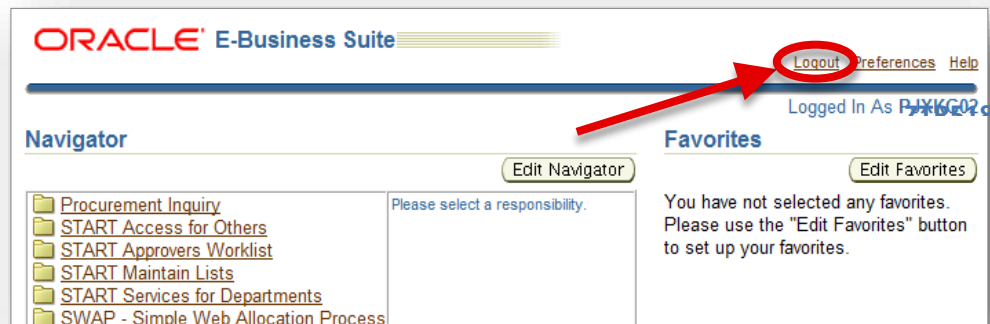 ORACLE E-Business Suite
Logout Preferences Help
Logged In As
Navigator
Edit Navigator
Procurement Inquiry
START Access for Others
START Approvers Worklist
START Maintain Lists
START Services for Departments
SWAP - Simple Web Allocation Process
Please select a responsibility.
Favorites
Edit Favorites
You have not selected any favorites.
Please use the "Edit Favorites" button
to set up your favorites.